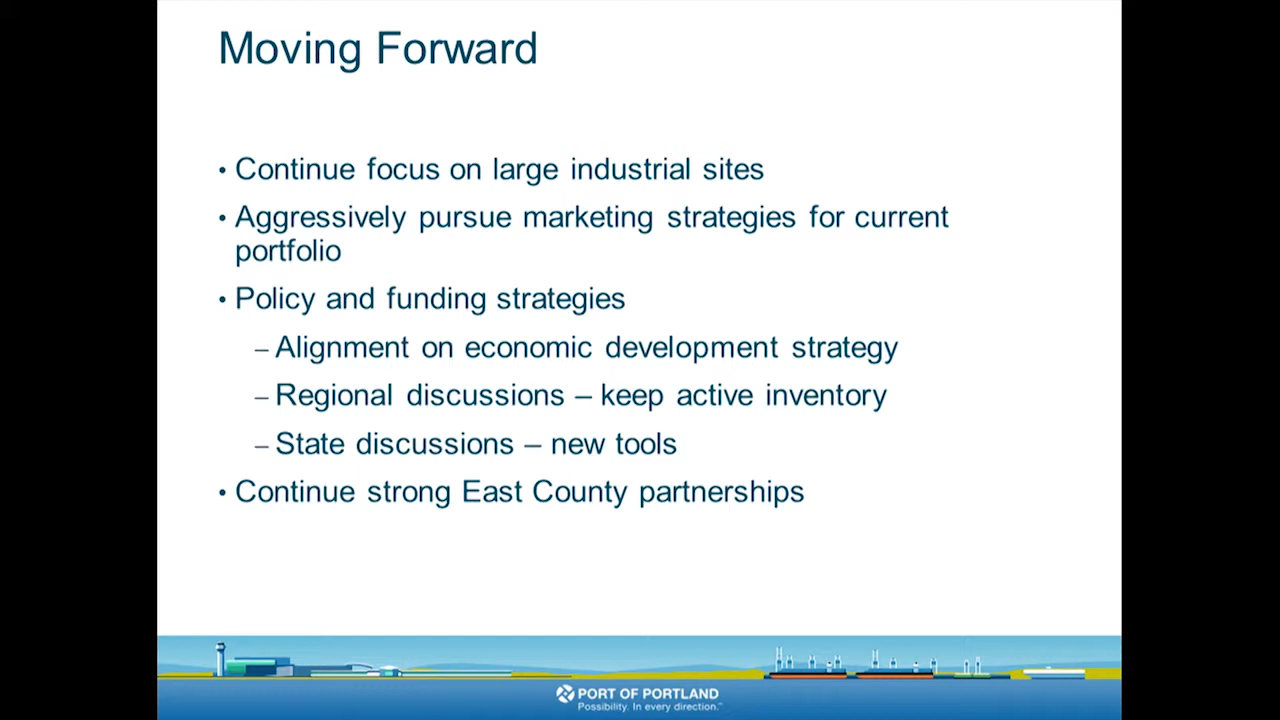 Moving Forward
• Continue focus on large industrial sites
• Aggressively pursue marketing strategies for current
portfolio
• Policy and funding strategies
– Alignment on economic development strategy
– Regional discussions – keep active inventory
– State discussions – new tools
• Continue strong East County partnerships
PORT OF PORTLAND
Possibility. In every direction.™